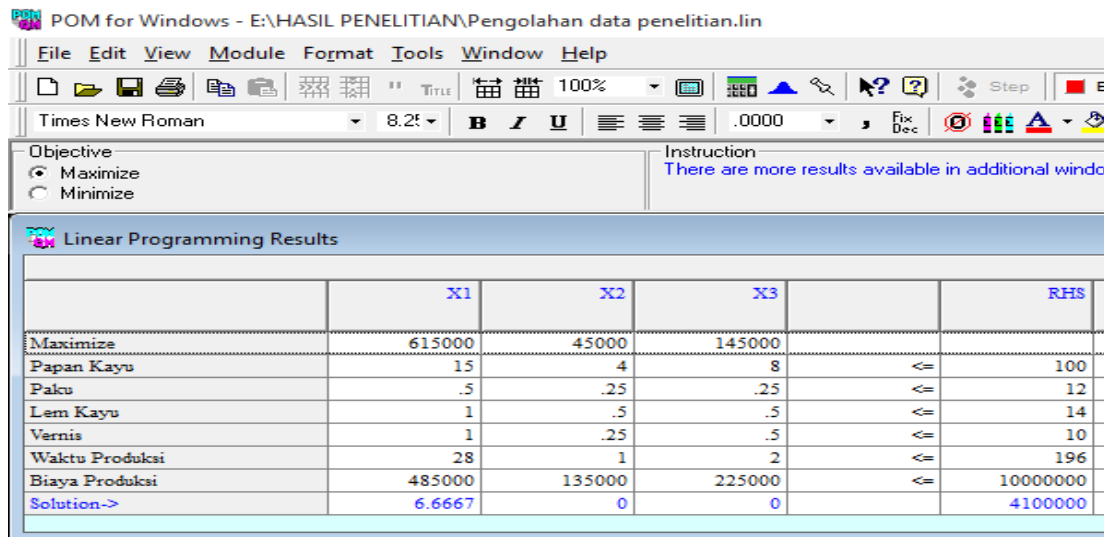 POM for Windows - E:\HASIL PENELITIAN\Pengolahan data penelitian.lin
File Edit View Module Format Tools Window Help
TITLE 100% Step
Times New Roman 8.2 B I U .0000 , Fix Dec A
Objective
Maximize
Minimize
Instruction
There are more results available in additional windo
Linear Programming Results
X1 X2 X3 RHS
Maximize 615000 45000 145000
Papan Kayu 15 4 8 <= 100
Paku .5 .25 .25 <= 12
Lem Kayu 1 .5 .5 <= 14
Vernis 1 .25 .5 <= 10
Waktu Produksi 28 1 2 <= 196
Biaya Produksi 485000 135000 225000 <= 10000000
Solution-> 6.6667 0 0 4100000